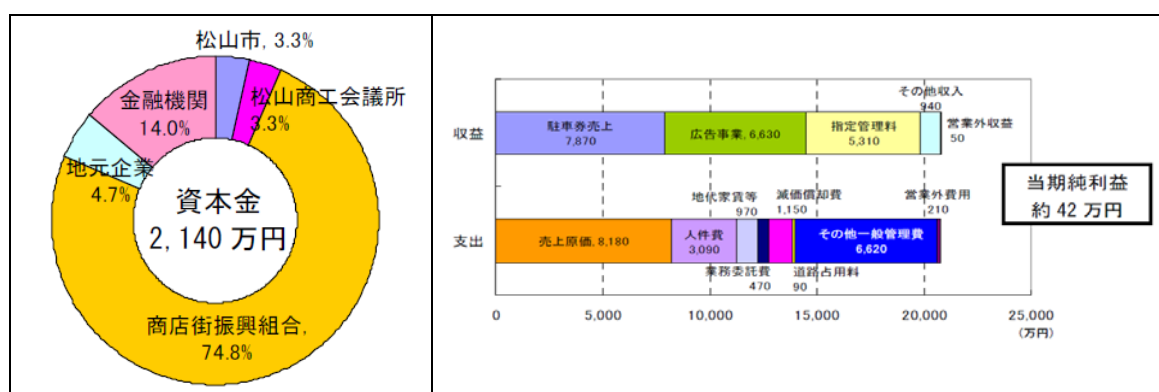 松山市, 3.3%
松山商工会議所
3.3%
金融機関
14.0%
地元企業
4.7%
資本金
2,140 万円
商店街振興組合,
74.8%
その他収入
940
収益
駐車券売上
7,870
広告事業, 6,630
指定管理料
5,310
営業外収益
50
地代家賃等
970
減価償却費
1,150
営業外費用
210
支出
売上原価, 8,180
人件費
3,090
その他一般管理費
6,620
業務委託費
470
道路占用料
90
0
5,000
10,000
15,000
20,000
25,000
(万円)
当期純利益
約 42 万円